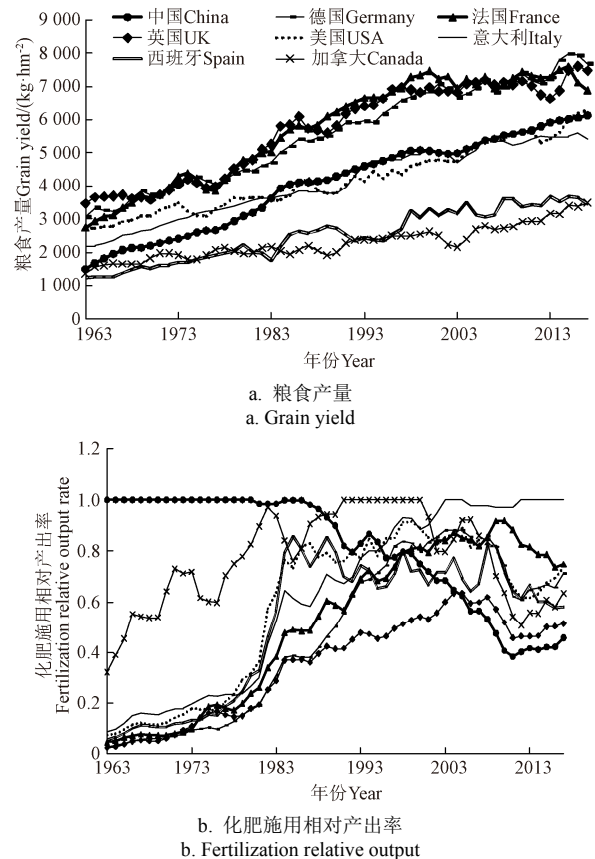 中国China 德国Germany 法国France
英国UK 美国USA 意大利Italy
西班牙Spain 加拿大Canada
粮食产量Grain yield/(kg·hm⁻²)
9 000
8 000
7 000
6 000
5 000
4 000
3 000
2 000
1 000
0
1963 1973 1983 1993 2003 2013
年份Year
a. 粮食产量
a. Grain yield
化肥施用相对产出率
Fertilization relative output rate
1.2
1.0
0.8
0.6
0.4
0.2
0
1963 1973 1983 1993 2003 2013
年份Year
b. 化肥施用相对产出率
b. Fertilization relative output